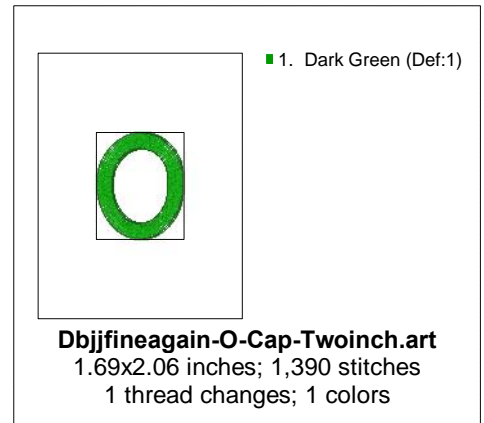 1. Dark Green (Def:1)
O
Dbjjfineagain-O-Cap-Twoinch.art
1.69x2.06 inches; 1,390 stitches
1 thread changes; 1 colors